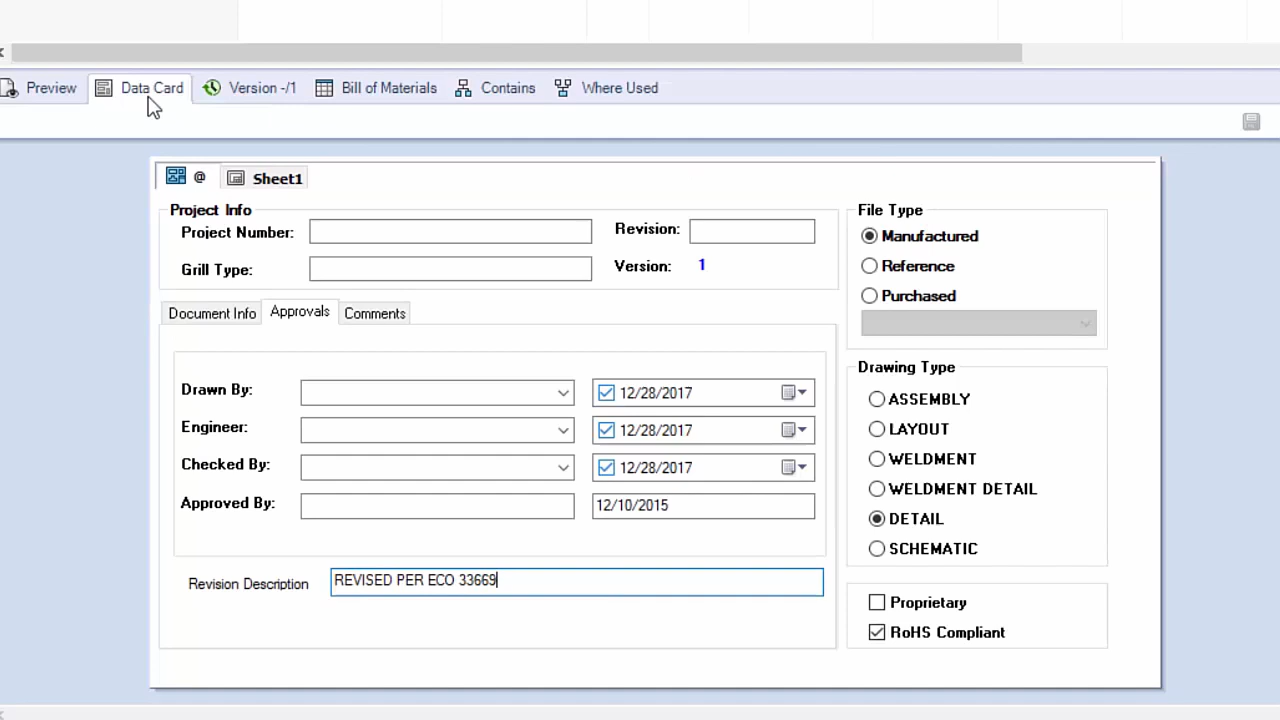 Preview Data Card Version -/1 Bill of Materials Contains Where Used
@ Sheet1
Project Info
Project Number:
Revision:
Grill Type:
Version: 1
Document Info Approvals Comments
Drawn By: 12/28/2017
Engineer: 12/28/2017
Checked By: 12/28/2017
Approved By: 12/10/2015
Revision Description REVISED PER ECO 33669
File Type
Manufactured
Reference
Purchased
Drawing Type
ASSEMBLY
LAYOUT
WELDMENT
WELDMENT DETAIL
DETAIL
SCHEMATIC
Proprietary
RoHS Compliant